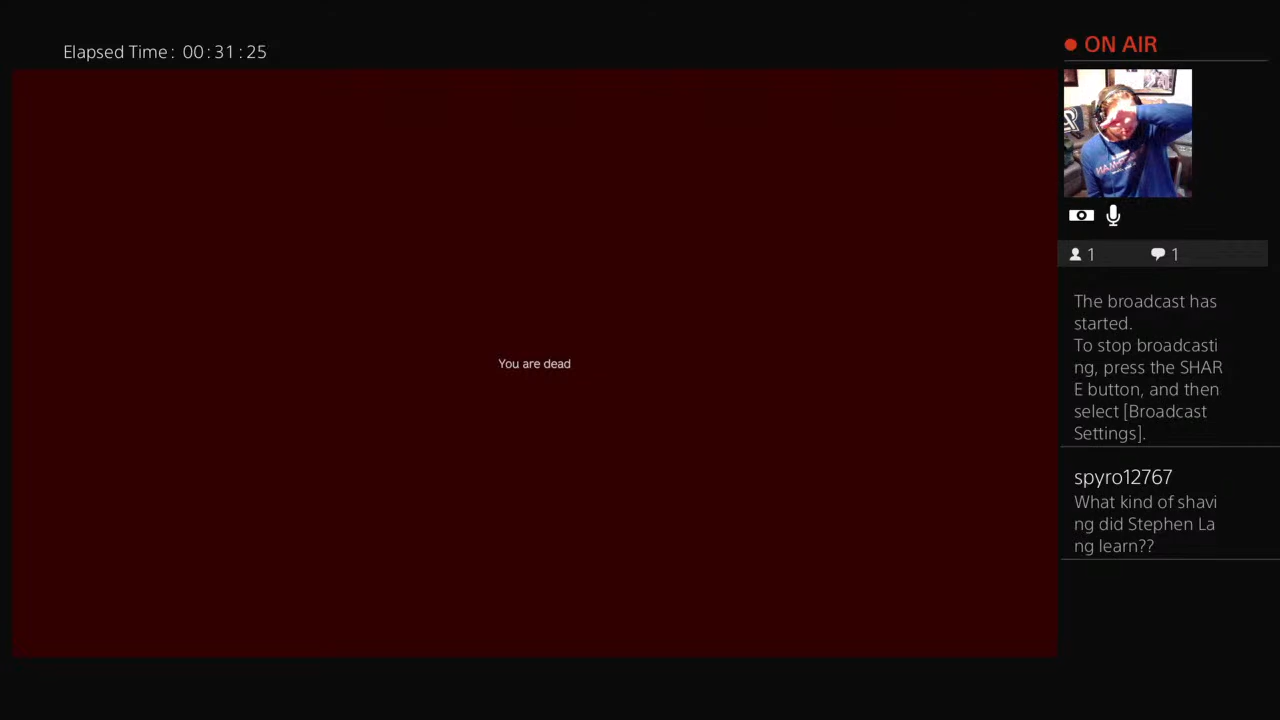 Elapsed Time: 00:31:25
ON AIR
1
1
You are dead
The broadcast has
started.
To stop broadcasti
ng, press the SHAR
E button, and then
select [Broadcast
Settings].
spyro12767
What kind of shavi
ng did Stephen La
ng learn??